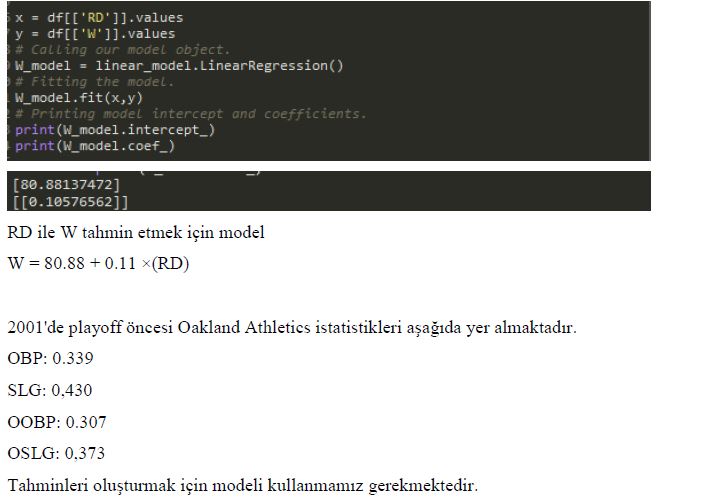 x = df[['RD']].values
y = df[['W']].values
# Calling our model object.
W_model = linear_model.LinearRegression()
# Fitting the model.
W_model.fit(x,y)
# Printing model intercept and coefficients.
print(W_model.intercept_)
print(W_model.coef_)
[80.88137472]
[[0.10576562]]
RD ile W tahmin etmek için model
W = 80.88 + 0.11 ×(RD)
2001'de playoff öncesi Oakland Athletics istatistikleri aşağıda yer almaktadır.
OBP: 0.339
SLG: 0,430
OOBP: 0.307
OSLG: 0,373
Tahminleri oluşturmak için modeli kullanmamız gerekmektedir.